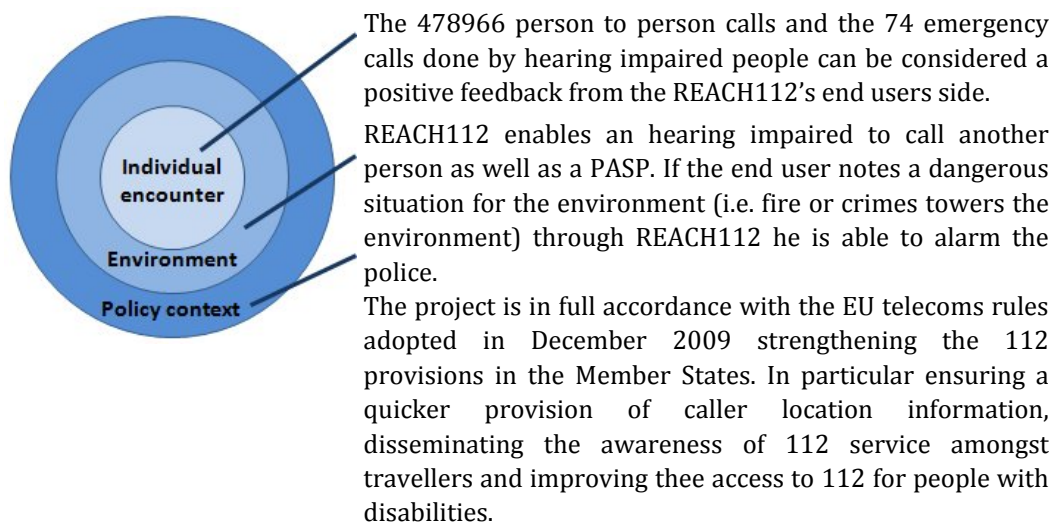 The 478966 person to person calls and the 74 emergency
calls done by hearing impaired people can be considered a
positive feedback from the REACH112’s end users side.
REACH112 enables an hearing impaired to call another
person as well as a PASP. If the end user notes a dangerous
situation for the environment (i.e. fire or crimes towers the
environment) through REACH112 he is able to alarm the
police.
The project is in full accordance with the EU telecoms rules
adopted in December 2009 strengthening the 112
provisions in the Member States. In particular ensuring a
quicker provision of caller location information,
disseminating the awareness of 112 service amongst
travellers and improving thee access to 112 for people with
disabilities.
Individual
encounter
Environment
Policy context